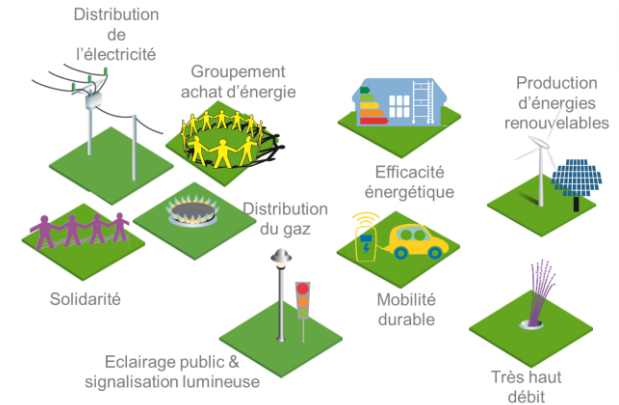 Distribution
de
l'électricité
Groupement
achat d'énergie
Production
d'énergies
renouvelables
Efficacité
énergétique
Distribution
du gaz
Solidarité
Mobilité
durable
Eclairage public &
signalisation lumineuse
Très haut
débit